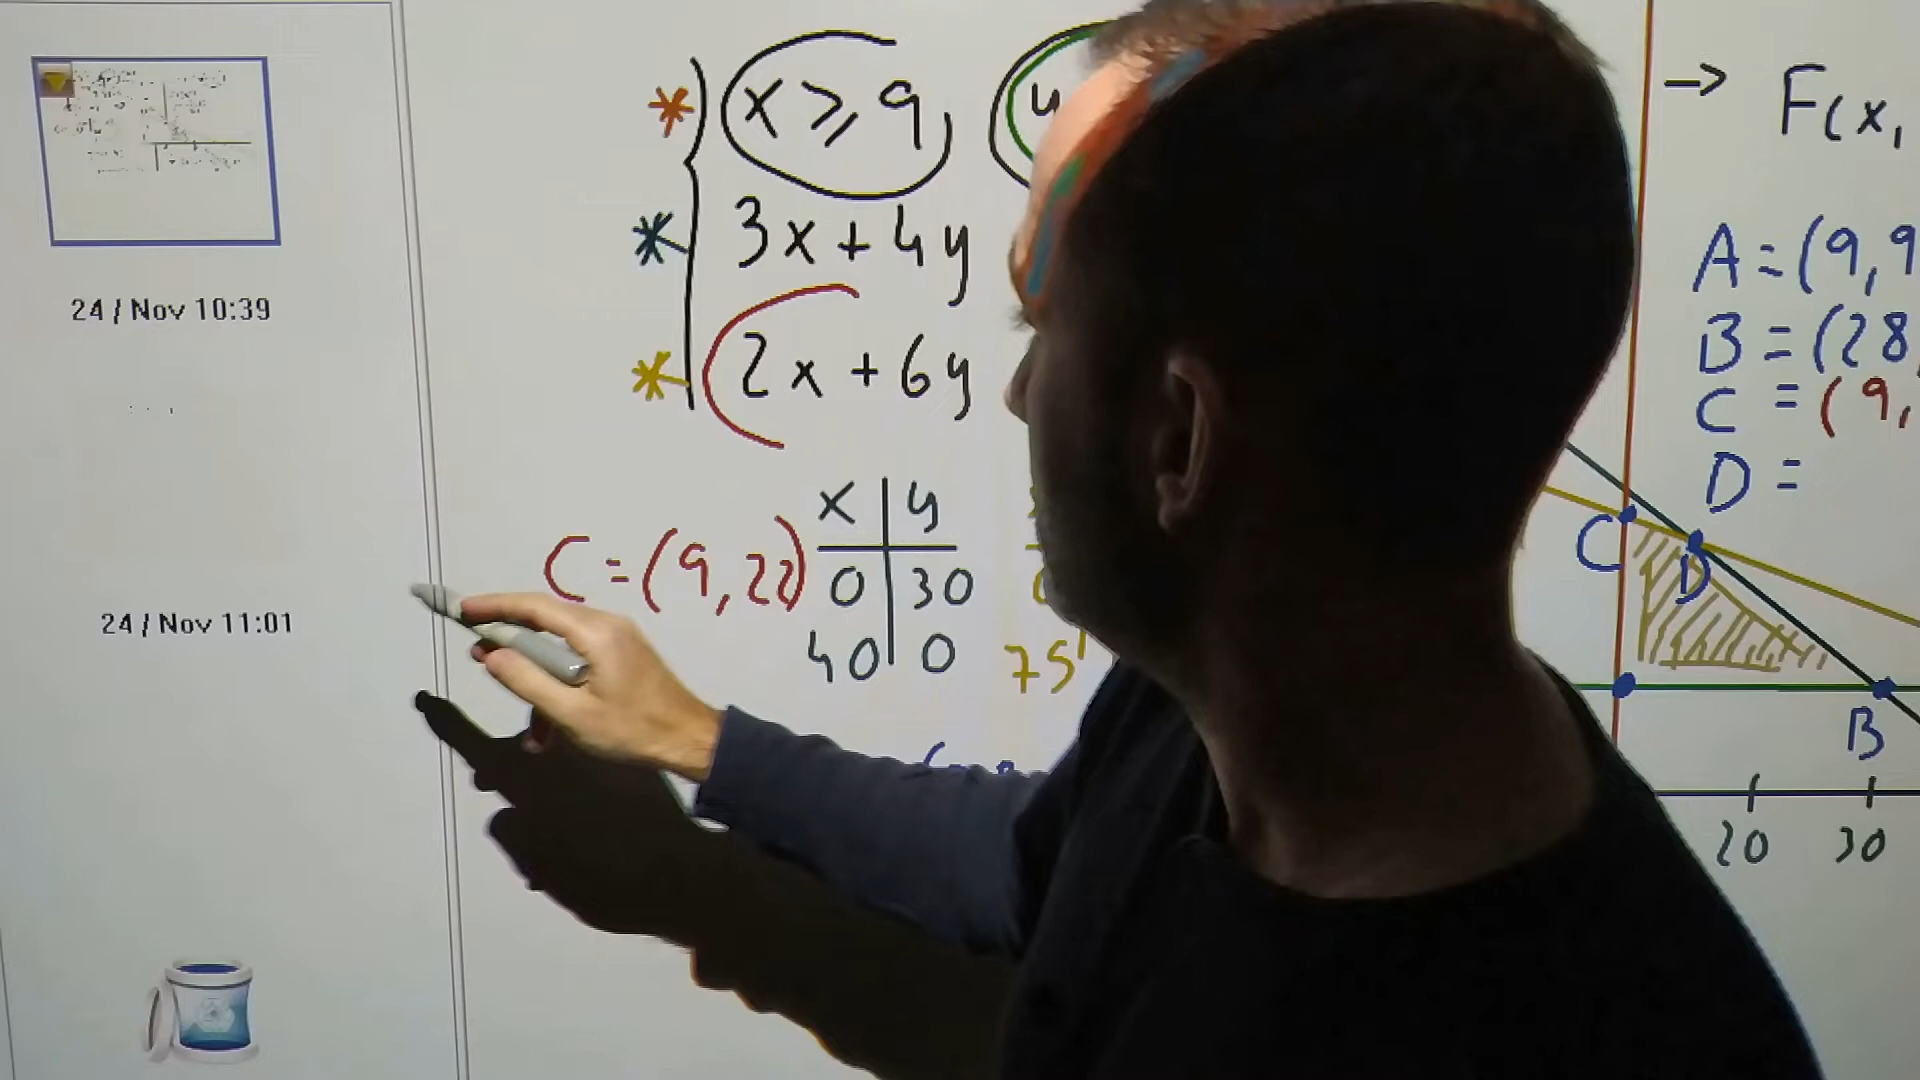 x ⩾ 9,
→ F(x,
3x + 4y
2x + 6y
A = (9,9
B = (28,
C = (9,
D =
24 / Nov 10:39
x | y
0 | 30
40 | 0
C = (9,22)
75
C
D
B
24 / Nov 11:01
20 30